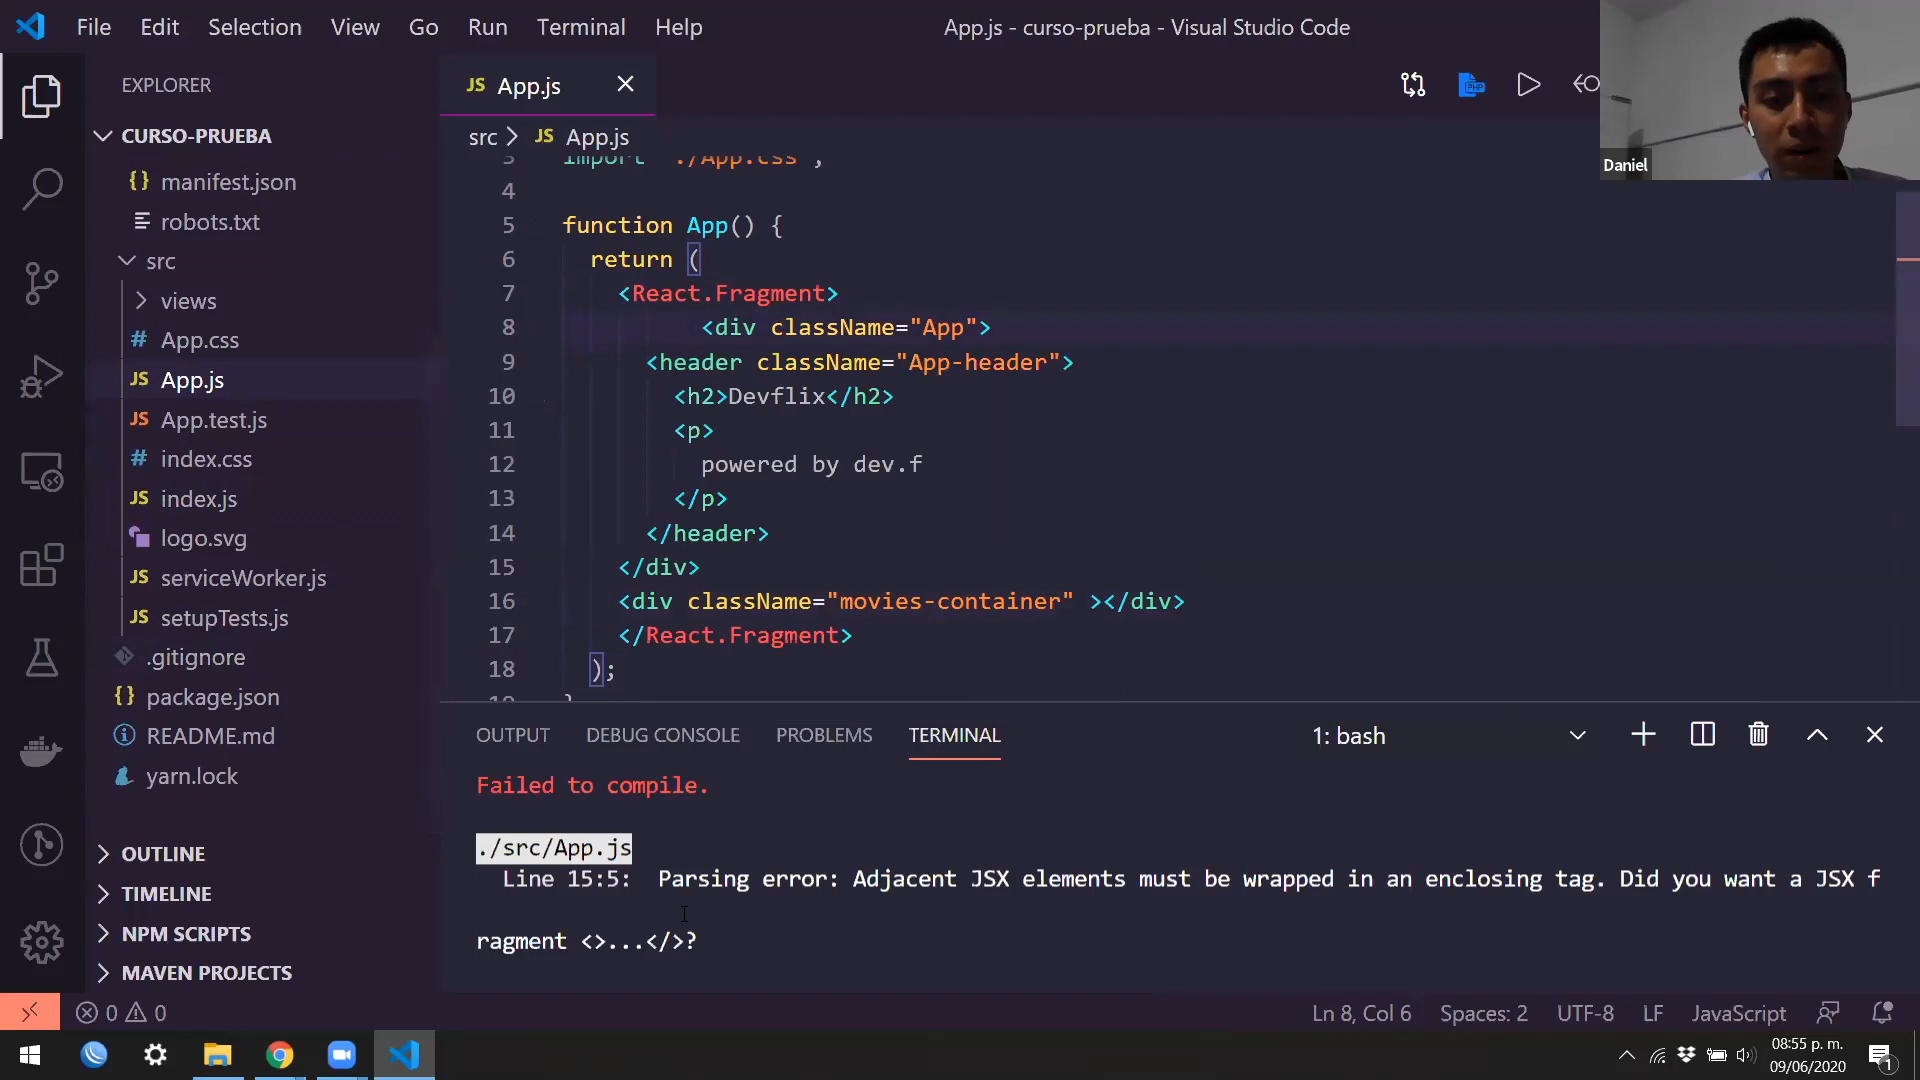 File Edit Selection View Go Run Terminal Help
App.js - curso-prueba - Visual Studio Code
Daniel
EXPLORER
CURSO-PRUEBA
{} manifest.json
robots.txt
src
views
# App.css
JS App.js
JS App.test.js
# index.css
JS index.js
logo.svg
JS serviceWorker.js
JS setupTests.js
.gitignore
{} package.json
README.md
yarn.lock
OUTLINE
TIMELINE
NPM SCRIPTS
MAVEN PROJECTS
JS App.js
PHP
src > JS App.js
3 import './App.css';
4
5 function App() {
6 return (
7 <React.Fragment>
8 <div className="App">
9 <header className="App-header">
10 <h2>Devflix</h2>
11 <p>
12 powered by dev.f
13 </p>
14 </header>
15 </div>
16 <div className="movies-container" ></div>
17 </React.Fragment>
18 );
19 }
OUTPUT DEBUG CONSOLE PROBLEMS TERMINAL 1: bash
Failed to compile.
./src/App.js
Line 15:5: Parsing error: Adjacent JSX elements must be wrapped in an enclosing tag. Did you want a JSX f
ragment <>...</>?
0 0 Ln 8, Col 6 Spaces: 2 UTF-8 LF JavaScript
08:55 p. m.
09/06/2020
1